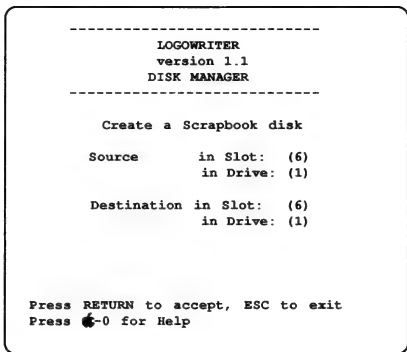 ------------------------------
LOGOWRITER
version 1.1
DISK MANAGER
------------------------------
Create a Scrapbook disk
Source in Slot: (6)
in Drive: (1)
Destination in Slot: (6)
in Drive: (1)
Press RETURN to accept, ESC to exit
Press -0 for Help